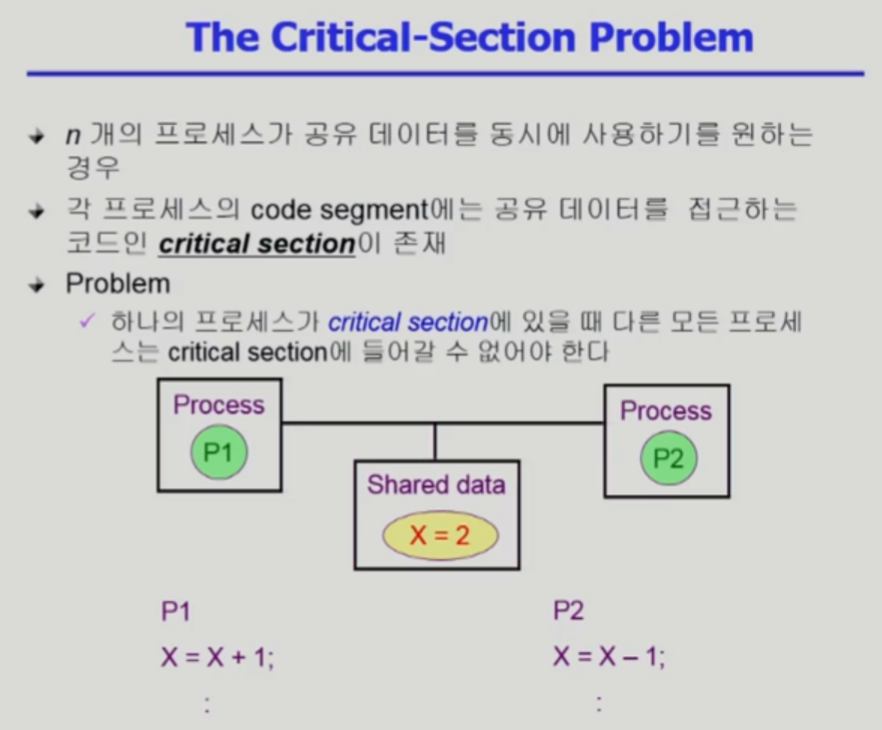 The Critical-Section Problem
n 개의 프로세스가 공유 데이터를 동시에 사용하기를 원하는
경우
각 프로세스의 code segment에는 공유 데이터를 접근하는
코드인 critical section이 존재
Problem
✓ 하나의 프로세스가 critical section에 있을 때 다른 모든 프로세
스는 critical section에 들어갈 수 없어야 한다
Process
P1
Process
P2
Shared data
X = 2
P1
X = X + 1;
:
P2
X = X – 1;
: